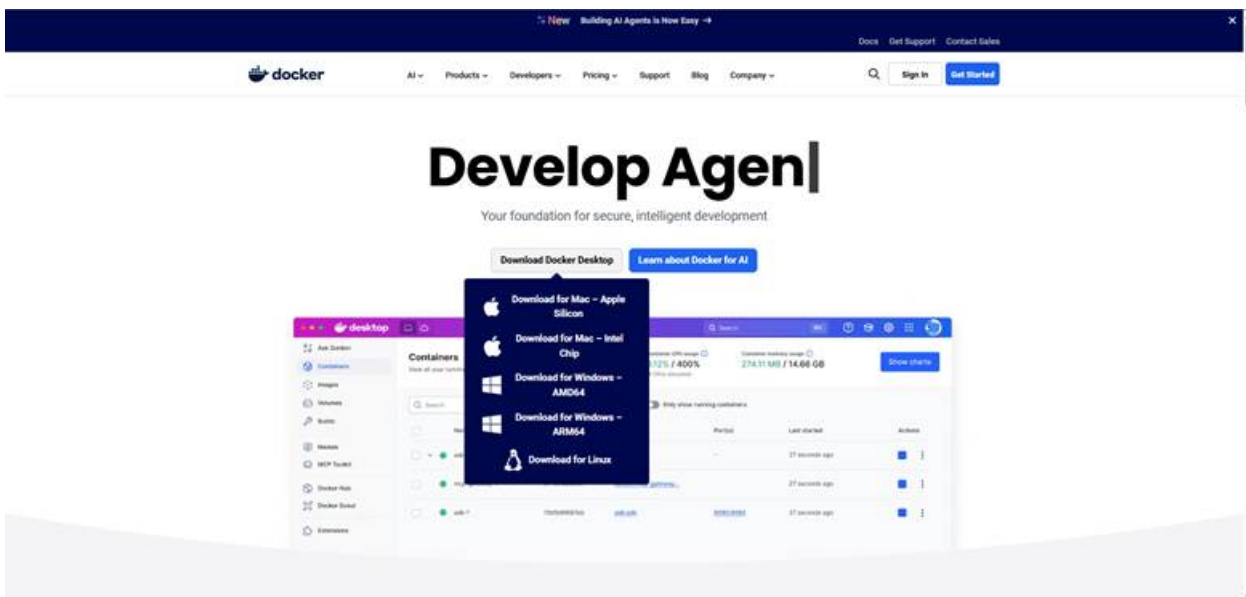 New Building AI Agents is Now Easy →
Docs Get Support Contact Sales
docker
AI Products Developers Pricing Support Blog Company
Sign In Get Started
Develop Agen
Your foundation for secure, intelligent development
Download Docker Desktop Learn about Docker for AI
Download for Mac – Apple
Silicon
Download for Mac – Intel
Chip
Download for Windows –
AMD64
Download for Windows –
ARM64
Download for Linux
desktop
Search
Ask Gordon
Containers
Images
Volumes
Builds
Models
MCP Toolkit
Docker Hub
Docker Scout
Extensions
Containers
/ 400%
Container memory usage
274.11 MB / 14.66 GB
Show charts
Search
Only show running containers
Port(s) Last started Actions
27 seconds ago
27 seconds ago
27 seconds ago